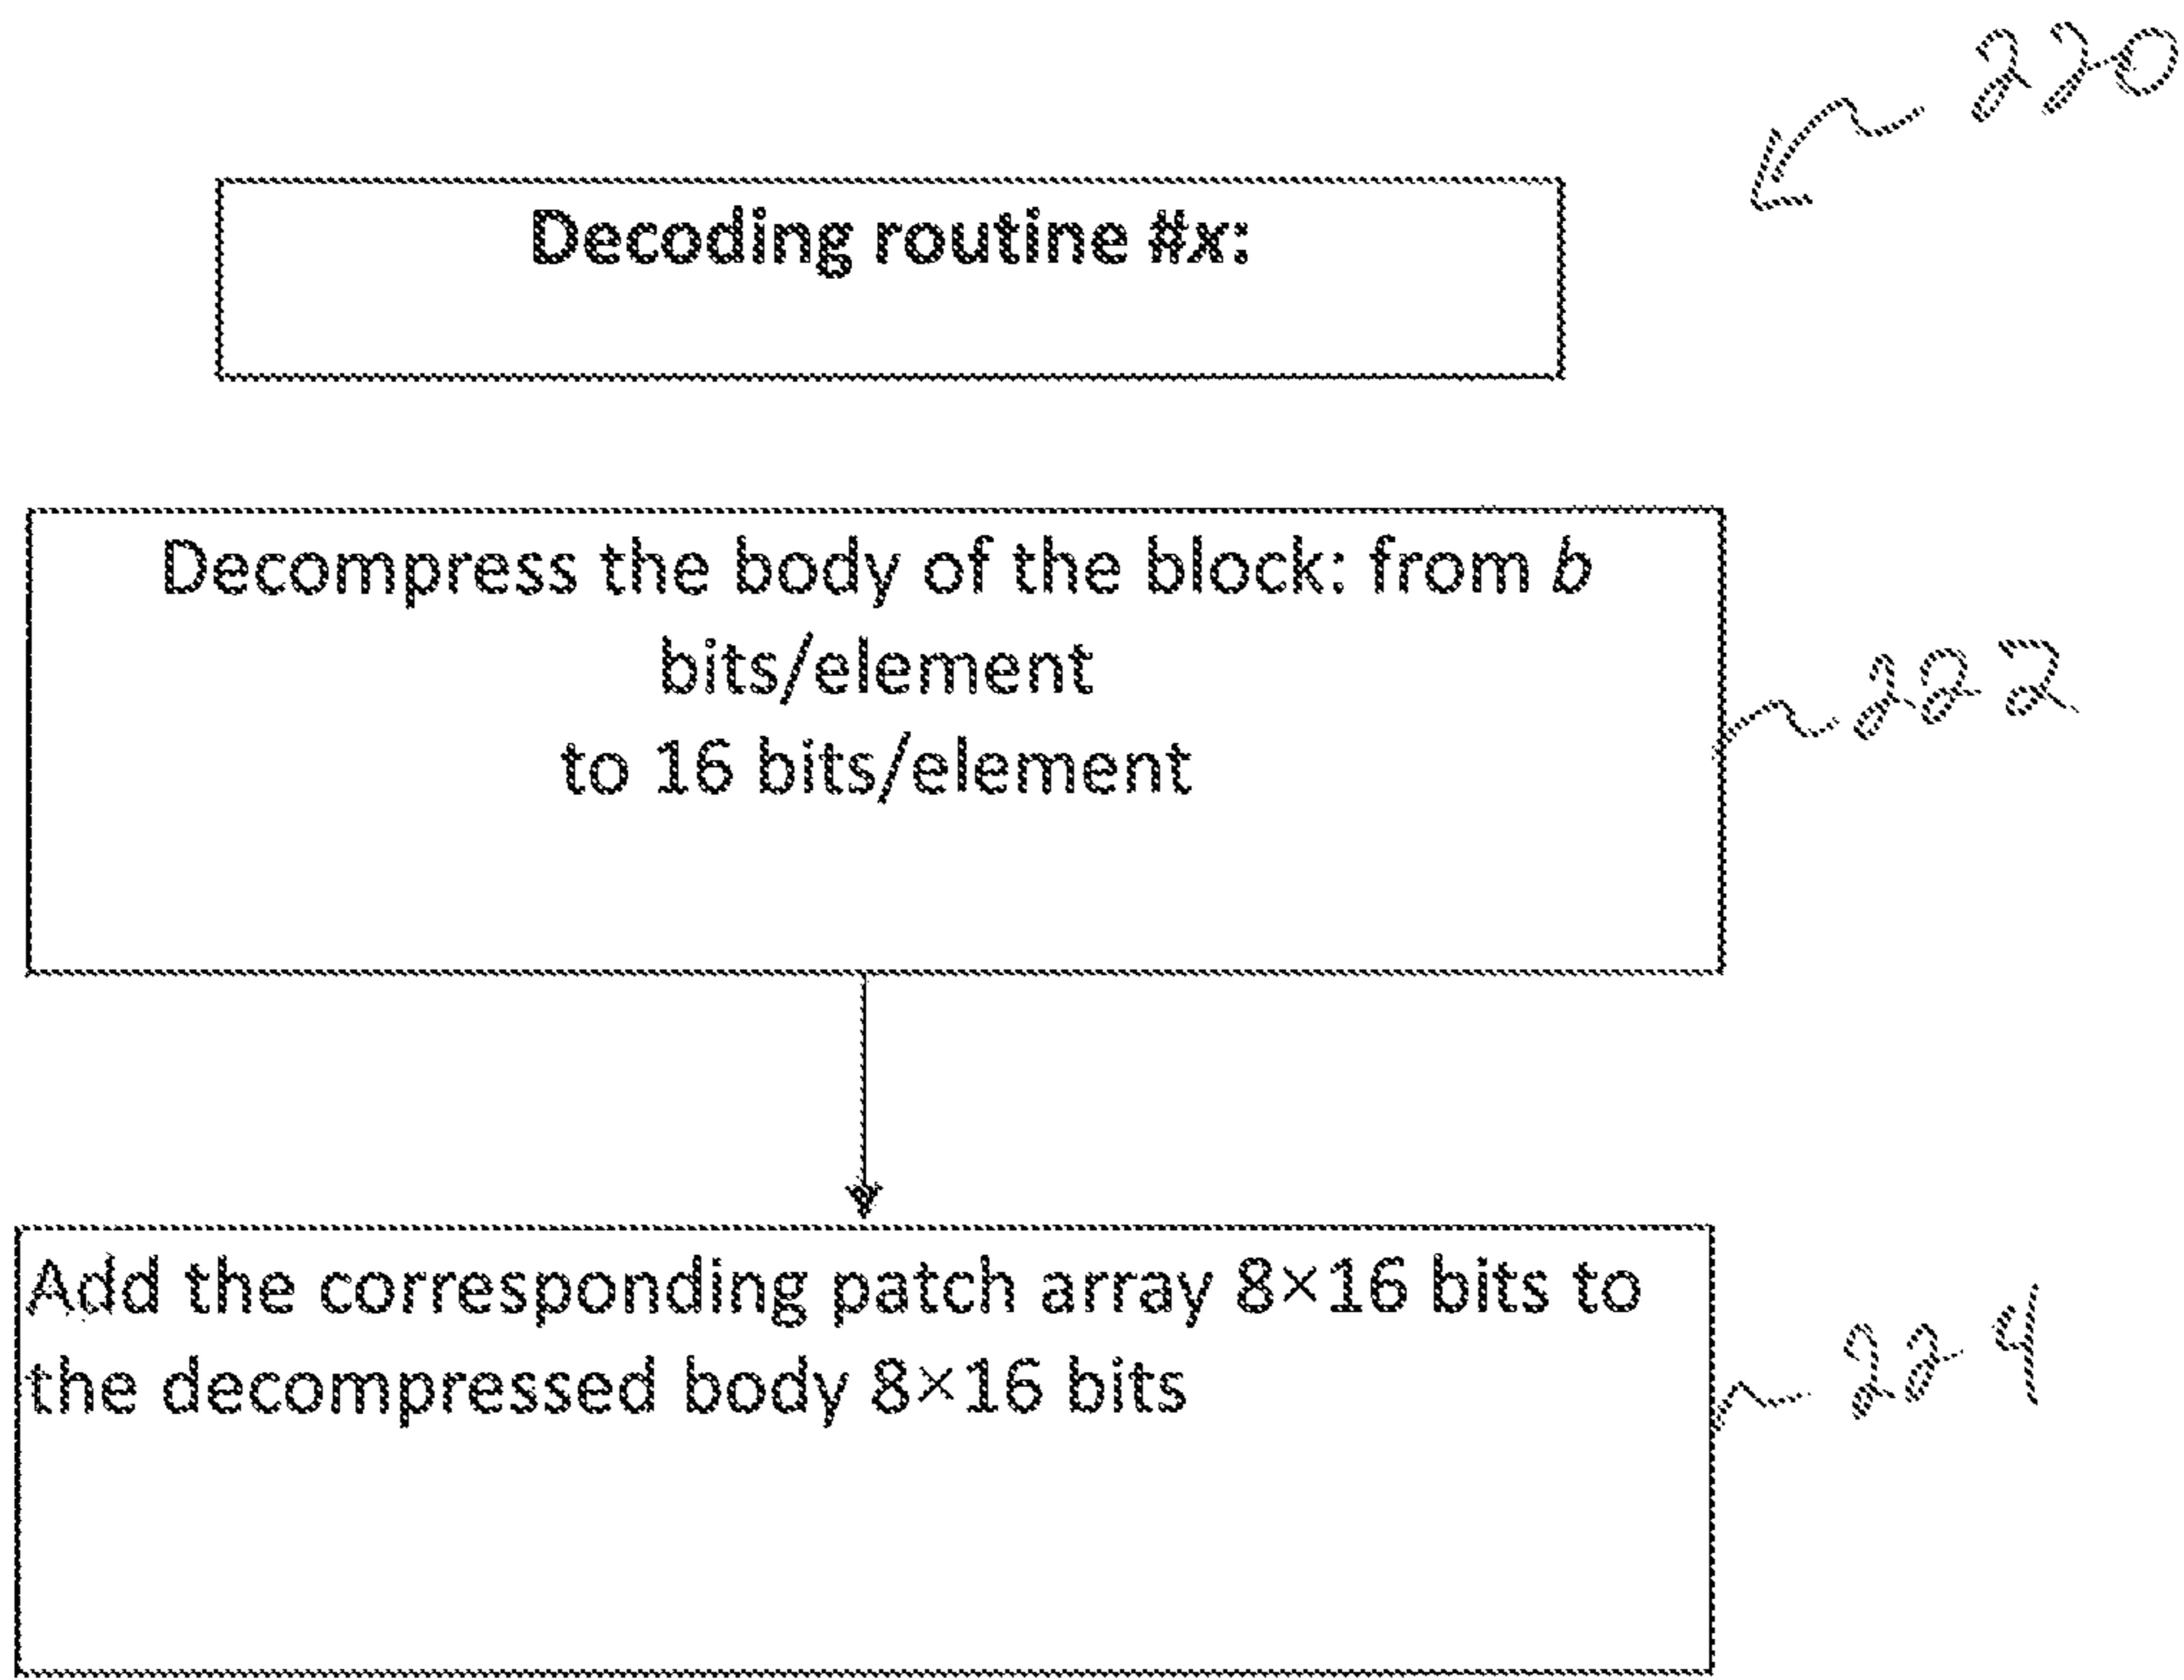 220
Decoding routine #x:
Decompress the body of the block: from b
bits/element
to 16 bits/element
222
Add the corresponding patch array 8×16 bits to
the decompressed body 8×16 bits
224